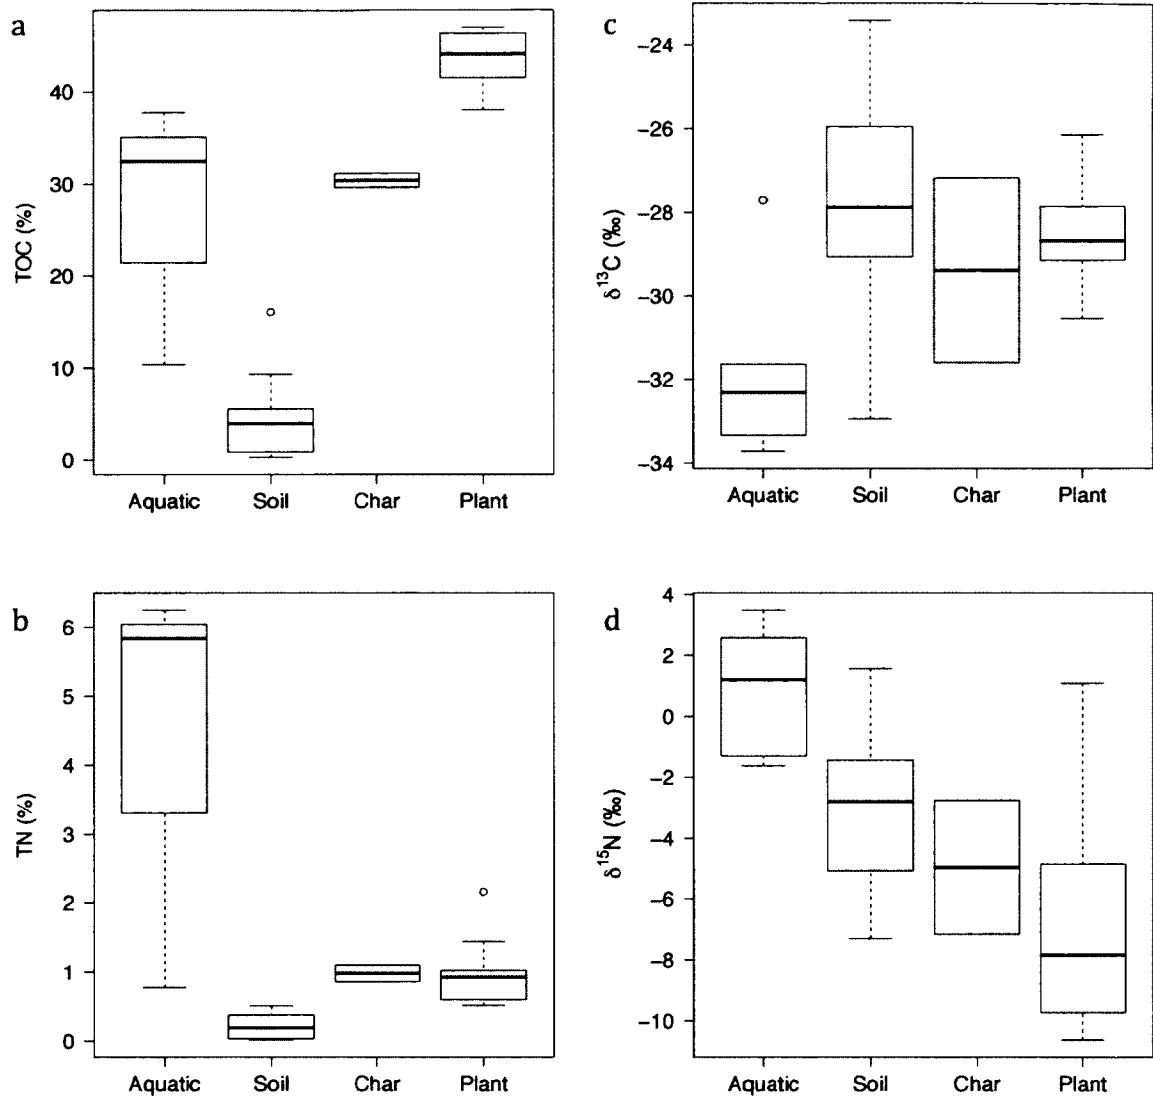 a
TOC (%)
40
30
20
10
0
Aquatic Soil Char Plant
c
δ13C (‰)
−24
−26
−28
−30
−32
−34
Aquatic Soil Char Plant
b
TN (%)
6
5
4
3
2
1
0
Aquatic Soil Char Plant
d
δ15N (‰)
4
2
0
−2
−4
−6
−8
−10
Aquatic Soil Char Plant